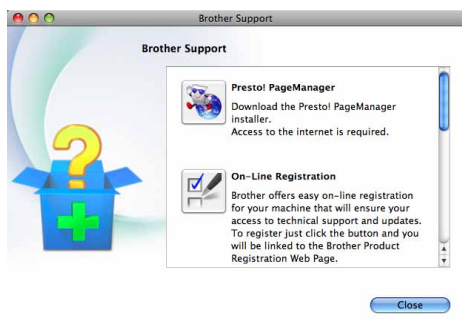 Brother Support
Brother Support
Presto! PageManager
Download the Presto! PageManager
installer.
Access to the internet is required.
On-Line Registration
Brother offers easy on-line registration
for your machine that will ensure your
access to technical support and updates.
To register just click the button and you
will be linked to the Brother Product
Registration Web Page.
Close